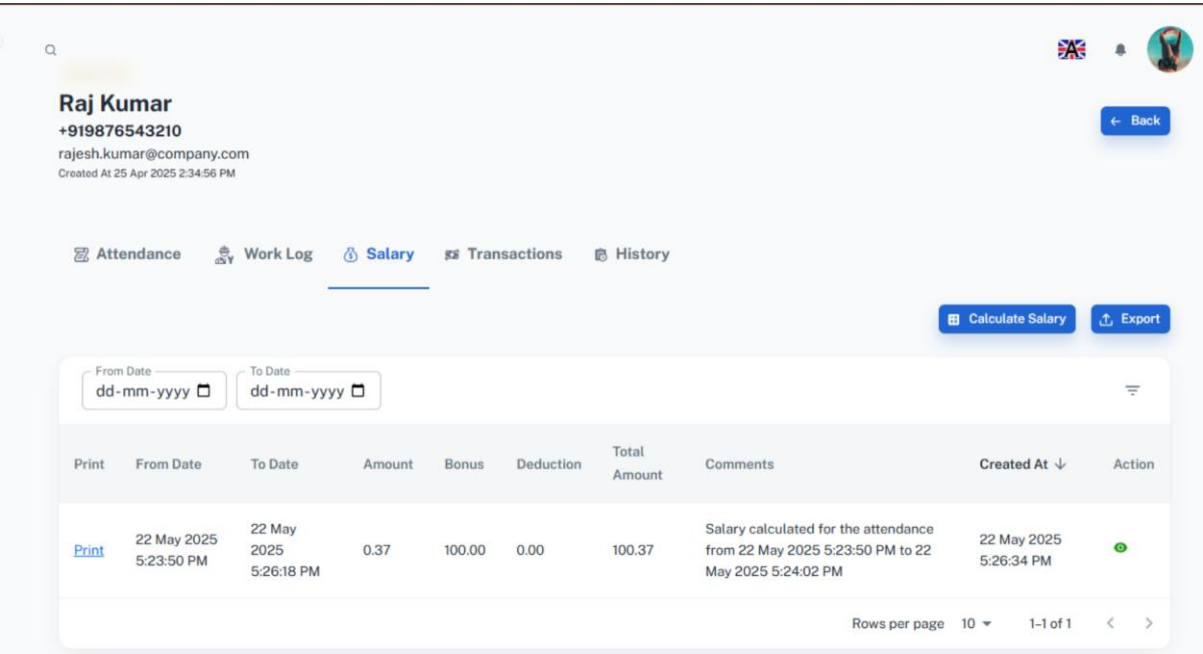 A
Raj Kumar
+919876543210
← Back
rajesh.kumar@company.com
Created At 25 Apr 2025 2:34:56 PM
Attendance Work Log Salary Transactions History
Calculate Salary Export
From Date To Date
dd-mm-yyyy dd-mm-yyyy
Print From Date To Date Amount Bonus Deduction Total Amount Comments Created At ↓ Action
Print
22 May 2025
5:23:50 PM
22 May
2025
5:26:18 PM
0.37
100.00
0.00
100.37
Salary calculated for the attendance
from 22 May 2025 5:23:50 PM to 22
May 2025 5:24:02 PM
22 May 2025
5:26:34 PM
Rows per page 10 1–1 of 1 < >